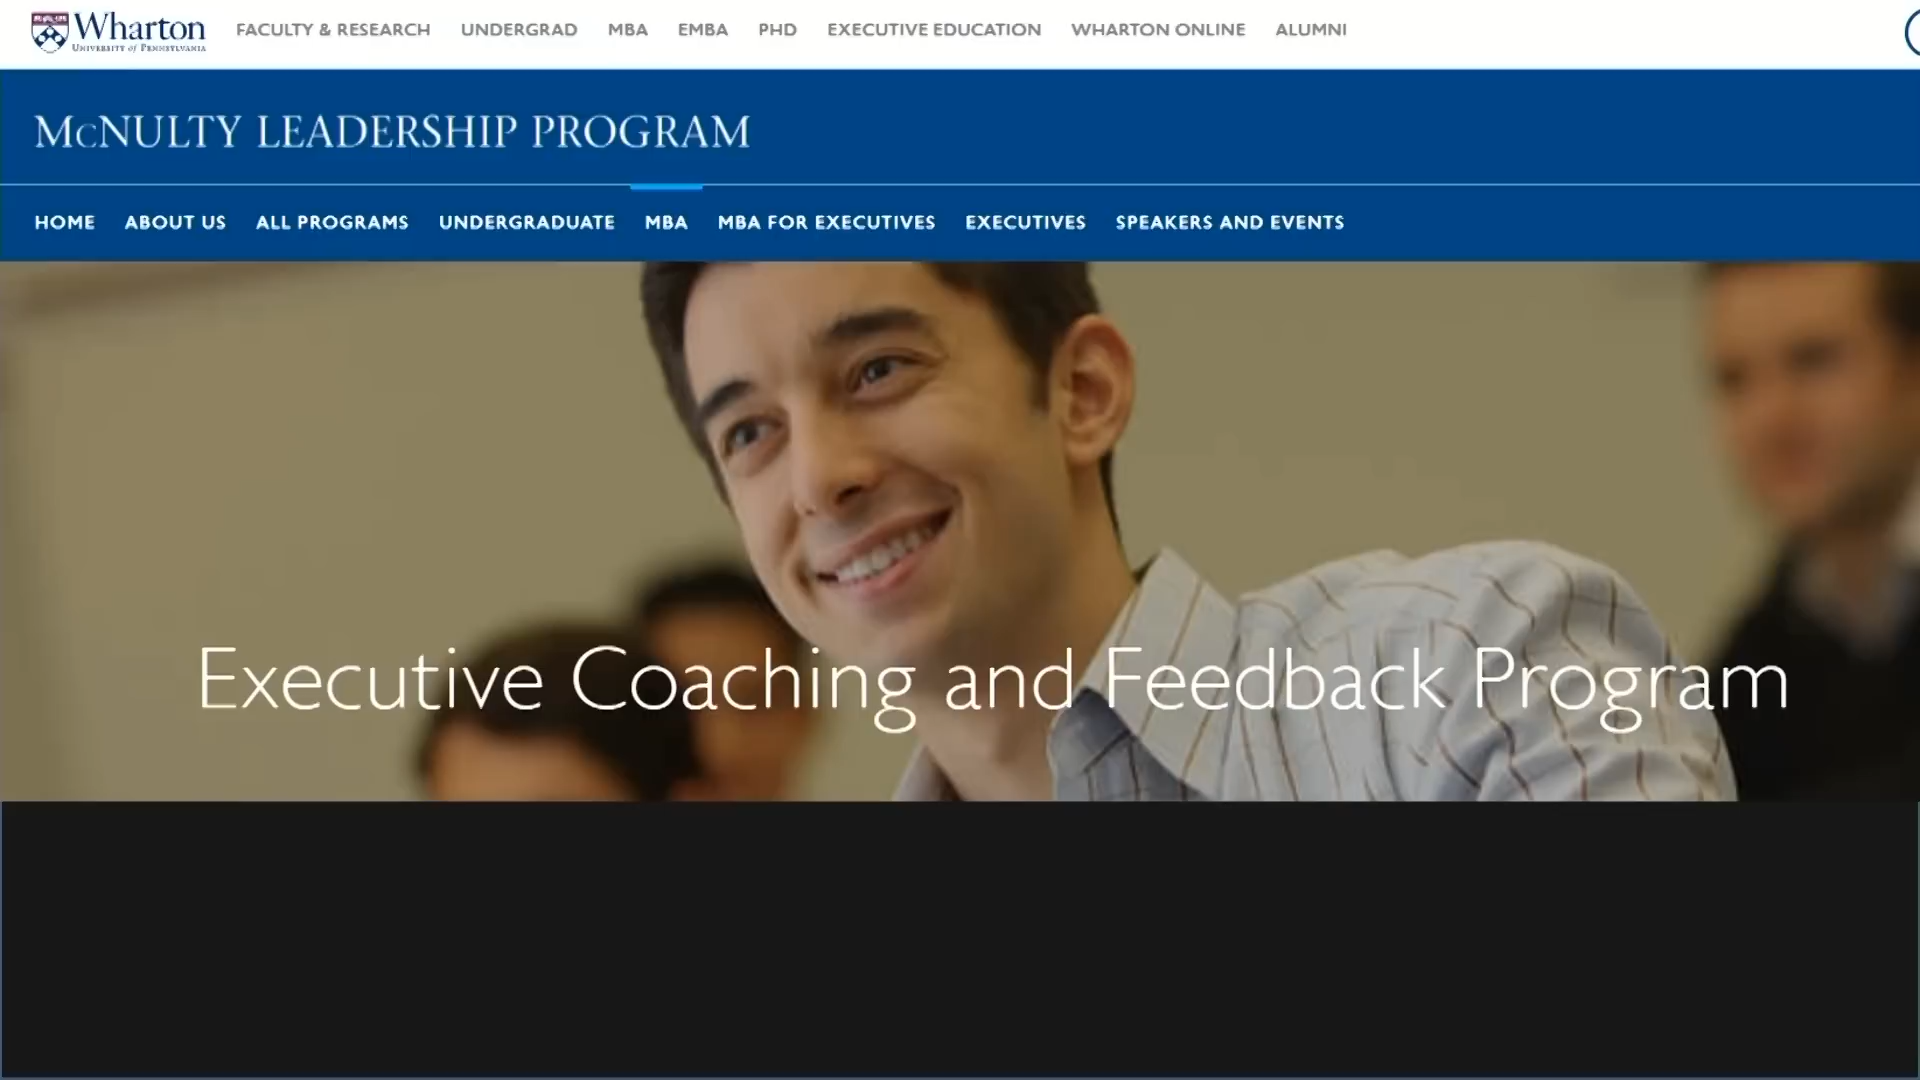 Wharton
UNIVERSITY of PENNSYLVANIA
FACULTY & RESEARCH UNDERGRAD MBA EMBA PHD EXECUTIVE EDUCATION WHARTON ONLINE ALUMNI
McNULTY LEADERSHIP PROGRAM
HOME ABOUT US ALL PROGRAMS UNDERGRADUATE MBA MBA FOR EXECUTIVES EXECUTIVES SPEAKERS AND EVENTS
Executive Coaching and Feedback Program